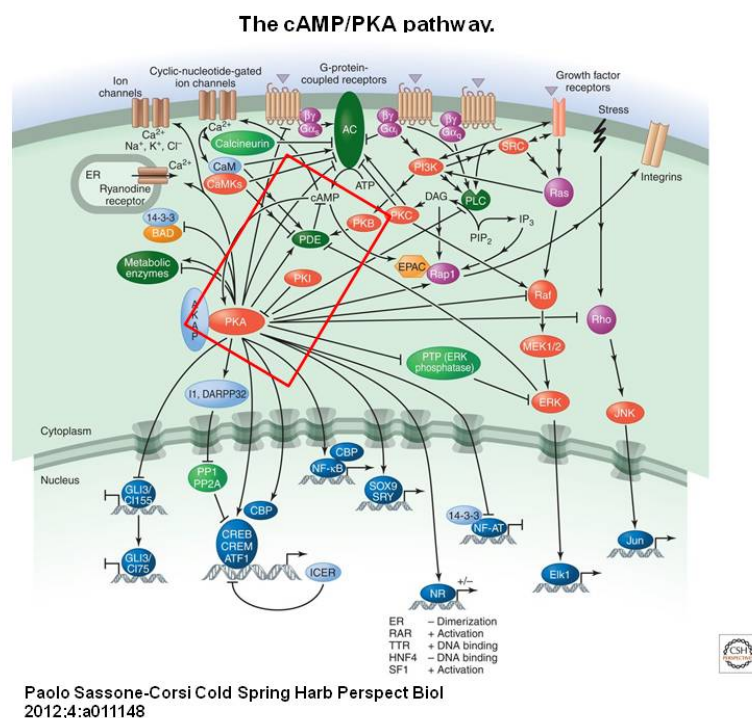 The cAMP/PKA pathway.
Ion
channels
Cyclic-nucleotide-gated
ion channels
G-protein-
coupled receptors
Growth factor
receptors
Stress
Integrins
Ca2+
Na+, K+, Cl–
Ca2+
Calcineurin
CaM
CaMKs
βγ
Gαs
AC
βγ
Gαi
βγ
Gαq
PI3K
SRC
Ras
ER
Ryanodine
receptor
Ca2+
cAMP
ATP
DAG
PLC
PKB
PKC
IP3
PIP2
14-3-3
BAD
PDE
EPAC
Rap1
Metabolic
enzymes
PKI
Raf
Rho
AKAP
PKA
MEK1/2
PTP (ERK
phosphatase)
I1, DARPP32
ERK
JNK
Cytoplasm
Nucleus
PP1
PP2A
CBP
NF-κB
GLI3/
CI155
SOX9
SRY
CBP
14-3-3
NF-AT
CREB
CREM
ATF1
Jun
GLI3/
CI75
ICER
NR
+/–
Elk1
ER – Dimerization
RAR + Activation
TTR + DNA binding
HNF4 – DNA binding
SF1 + Activation
CSH
PERSPECTIVES
Paolo Sassone-Corsi Cold Spring Harb Perspect Biol
2012;4:a011148